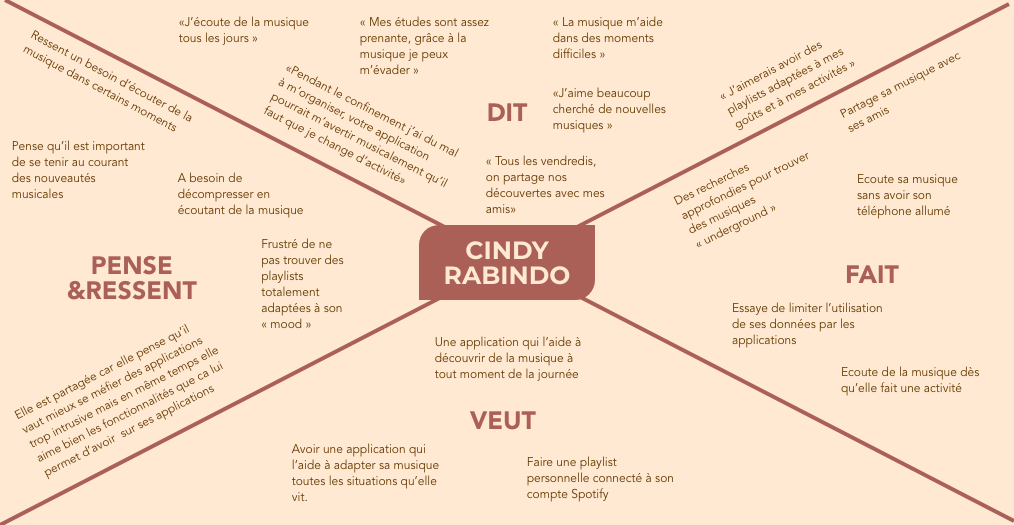 «J’écoute de la musique
tous les jours »
« Mes études sont assez
prenante, grâce à la
musique je peux
m’évader »
« La musique m’aide
dans des moments
difficiles »
«Pendant le confinement j’ai du mal
à m’organiser, votre application
pourrait m’avertir musicalement qu’il
faut que je change d’activité»
DIT
«J’aime beaucoup
cherché de nouvelles
musiques »
« Tous les vendredis,
on partage nos
découvertes avec mes
amis»
« J’aimerais avoir des
playlists adaptées à mes
goûts et à mes activités »
Ressent un besoin d’écouter de la
musique dans certains moments
Pense qu’il est important
de se tenir au courant
des nouveautés
musicales
A besoin de
décompresser en
écoutant de la musique
Frustré de ne
pas trouver des
playlists
totalement
adaptées à son
« mood »
PENSE
&RESSENT
Elle est partagée car elle pense qu’il
vaut mieux se méfier des applications
trop intrusive mais en même temps elle
aime bien les fonctionnalités que ca lui
permet d’avoir sur ses applications
CINDY
RABINDO
Partage sa musique avec
ses amis
Des recherches
approfondies pour trouver
des musiques
« underground »
Ecoute sa musique
sans avoir son
téléphone allumé
FAIT
Essaye de limiter l’utilisation
de ses données par les
applications
Ecoute de la musique dès
qu’elle fait une activité
Une application qui l’aide à
découvrir de la musique à
tout moment de la journée
VEUT
Avoir une application qui
l’aide à adapter sa musique
toutes les situations qu’elle
vit.
Faire une playlist
personnelle connecté à son
compte Spotify